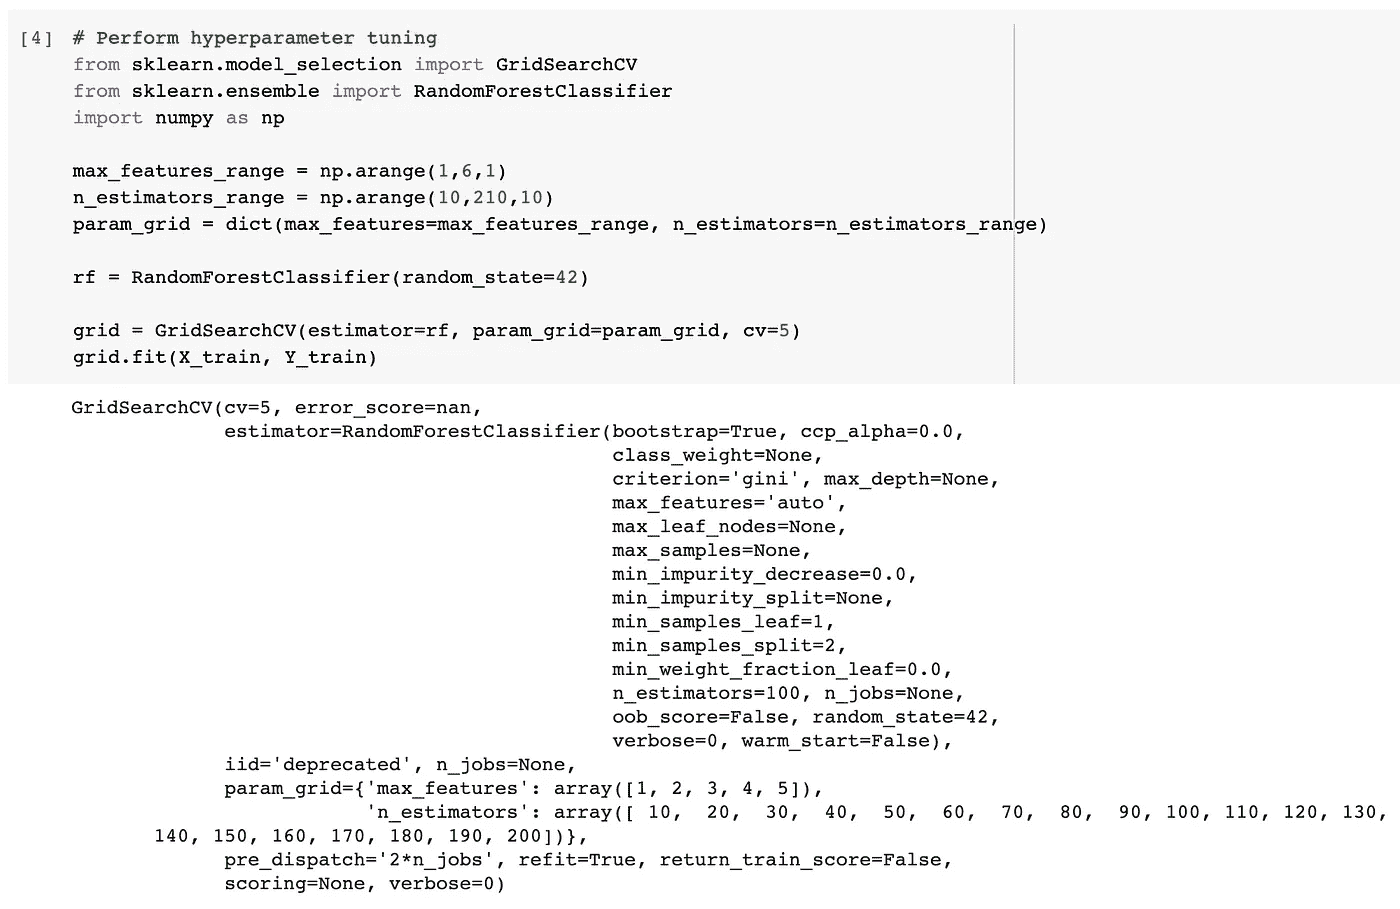 [4] # Perform hyperparameter tuning
from sklearn.model_selection import GridSearchCV
from sklearn.ensemble import RandomForestClassifier
import numpy as np
max_features_range = np.arange(1,6,1)
n_estimators_range = np.arange(10,210,10)
param_grid = dict(max_features=max_features_range, n_estimators=n_estimators_range)
rf = RandomForestClassifier(random_state=42)
grid = GridSearchCV(estimator=rf, param_grid=param_grid, cv=5)
grid.fit(X_train, Y_train)
GridSearchCV(cv=5, error_score=nan,
estimator=RandomForestClassifier(bootstrap=True, ccp_alpha=0.0,
class_weight=None,
criterion='gini', max_depth=None,
max_features='auto',
max_leaf_nodes=None,
max_samples=None,
min_impurity_decrease=0.0,
min_impurity_split=None,
min_samples_leaf=1,
min_samples_split=2,
min_weight_fraction_leaf=0.0,
n_estimators=100, n_jobs=None,
oob_score=False, random_state=42,
verbose=0, warm_start=False),
iid='deprecated', n_jobs=None,
param_grid={'max_features': array([1, 2, 3, 4, 5]),
'n_estimators': array([ 10, 20, 30, 40, 50, 60, 70, 80, 90, 100, 110, 120, 130,
140, 150, 160, 170, 180, 190, 200])},
pre_dispatch='2*n_jobs', refit=True, return_train_score=False,
scoring=None, verbose=0)